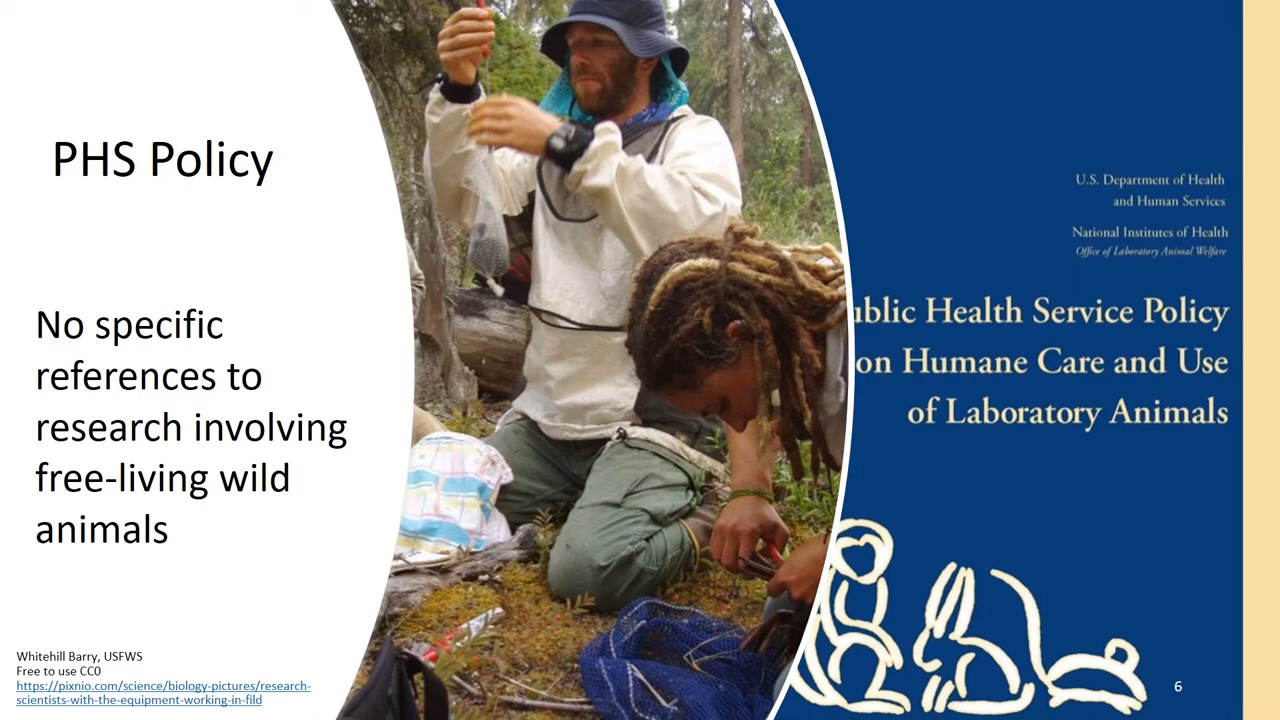 PHS Policy
No specific
references to
research involving
free-living wild
animals
Whitehill Barry, USFWS
Free to use CC0
https://pixnio.com/science/biology-pictures/research-
scientists-with-the-equipment-working-in-fild
U.S. Department of Health
and Human Services
National Institutes of Health
Office of Laboratory Animal Welfare
ublic Health Service Policy
on Humane Care and Use
of Laboratory Animals
6